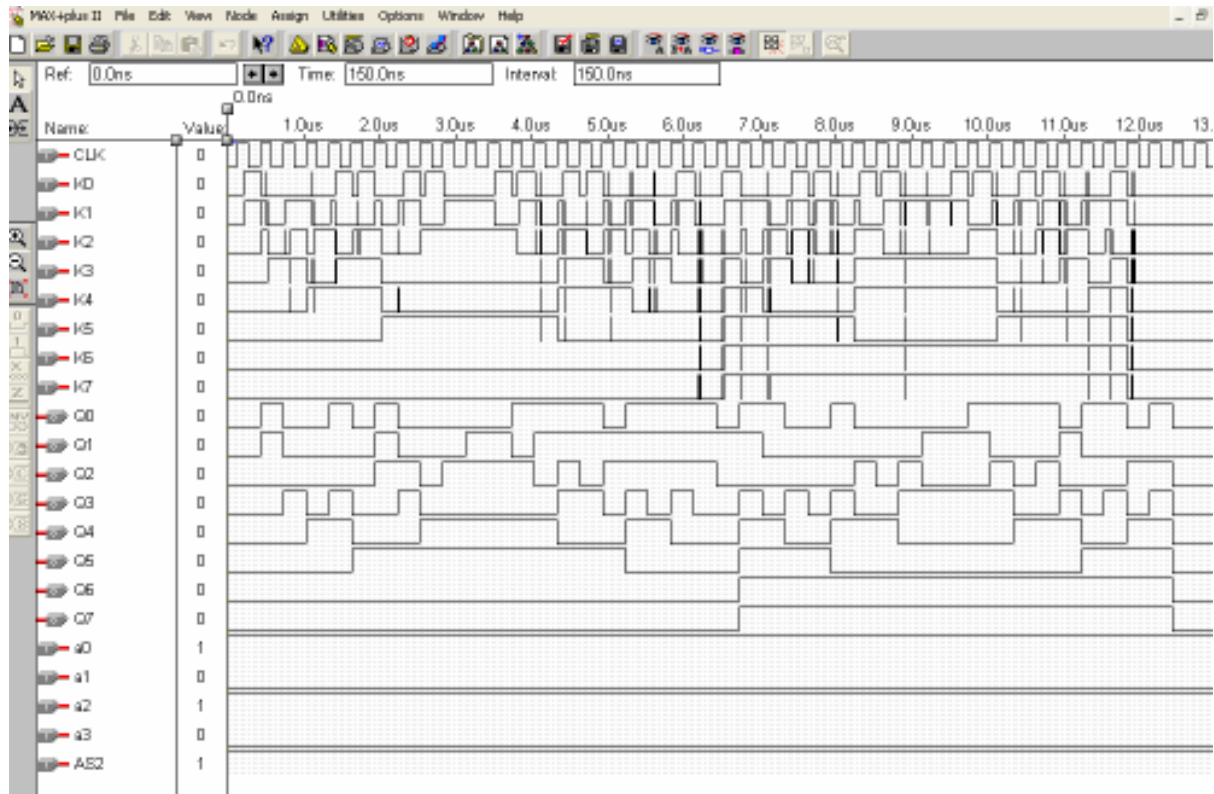 MAX+plus II File Edit View Node Assign Utilities Options Window Help
Ref: 0.0ns Time: 150.0ns Interval: 150.0ns
0.0ns
Name: Value: 1.0us 2.0us 3.0us 4.0us 5.0us 6.0us 7.0us 8.0us 9.0us 10.0us 11.0us 12.0us 13.
CLK 0
K0 0
K1 0
K2 0
K3 0
K4 0
K5 0
K6 0
K7 0
Q0 0
Q1 0
Q2 0
Q3 0
Q4 0
Q5 0
Q6 0
Q7 0
a0 1
a1 0
a2 1
a3 0
AS2 1